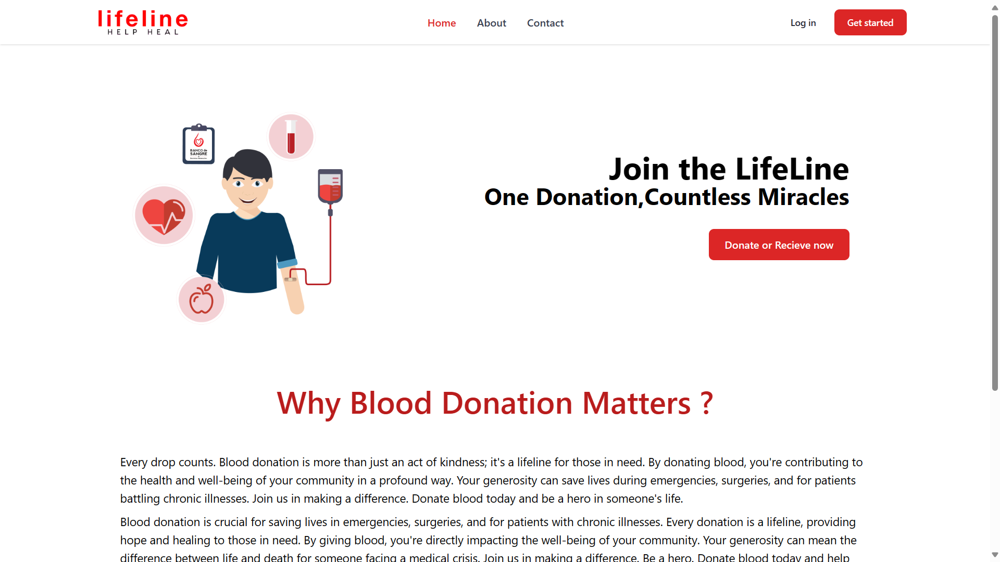 lifeline
HELP HEAL
Home About Contact
Log in
Get started
BANCO de
SANGRE
Join the LifeLine
One Donation,Countless Miracles
Donate or Recieve now
Why Blood Donation Matters ?
Every drop counts. Blood donation is more than just an act of kindness; it's a lifeline for those in need. By donating blood, you're contributing to
the health and well-being of your community in a profound way. Your generosity can save lives during emergencies, surgeries, and for patients
battling chronic illnesses. Join us in making a difference. Donate blood today and be a hero in someone's life.
Blood donation is crucial for saving lives in emergencies, surgeries, and for patients with chronic illnesses. Every donation is a lifeline, providing
hope and healing to those in need. By giving blood, you're directly impacting the well-being of your community. Your generosity can mean the
difference between life and death for someone facing a medical crisis. Join us in making a difference. Be a hero. Donate blood today and help